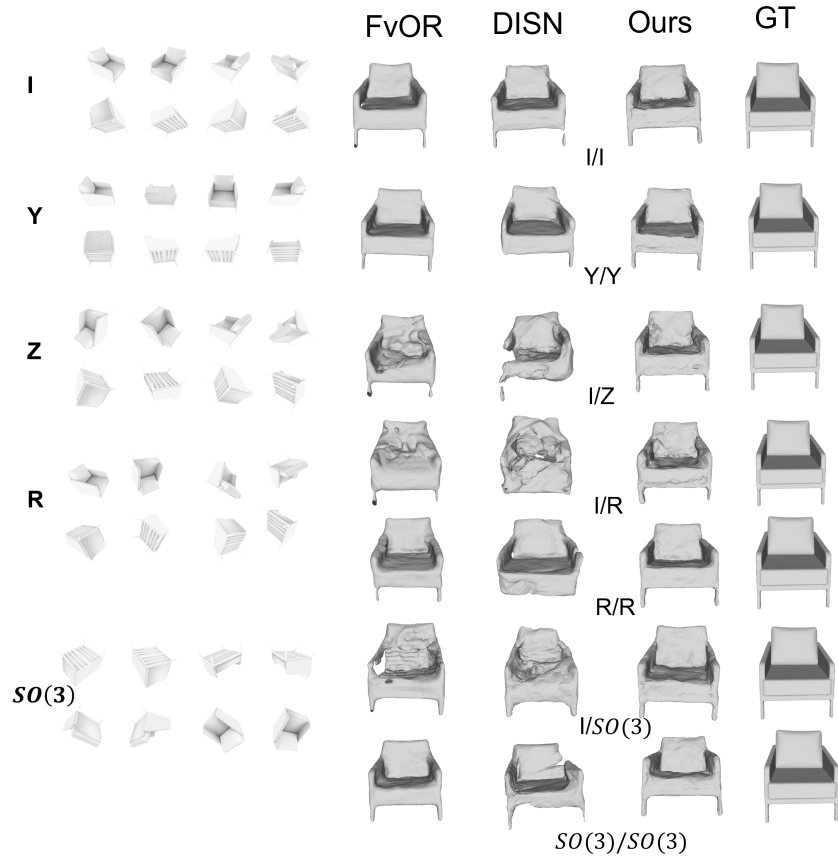 FvOR DISN Ours GT
I
I/I
Y
Y/Y
Z
I/Z
R
I/R
R/R
SO(3)
I/SO(3)
SO(3)/SO(3)